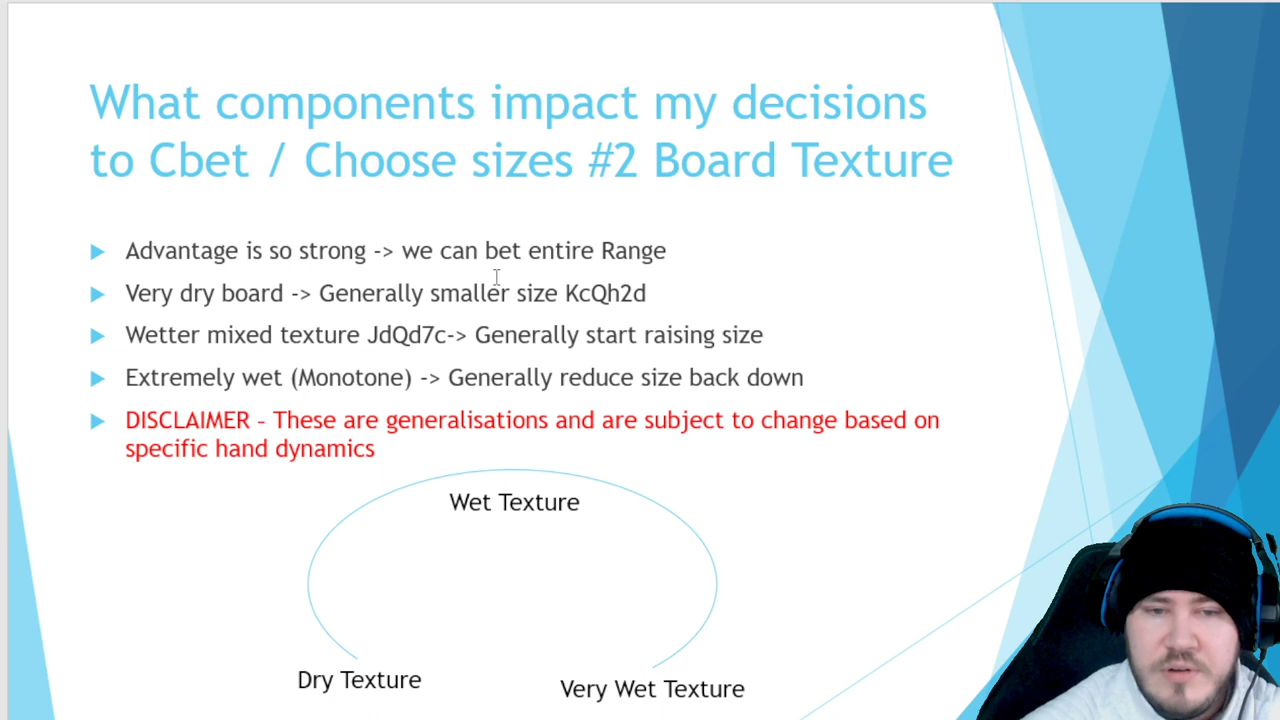 What components impact my decisions
to Cbet / Choose sizes #2 Board Texture
Advantage is so strong -> we can bet entire Range
Very dry board -> Generally smaller size KcQh2d
Wetter mixed texture JdQd7c-> Generally start raising size
Extremely wet (Monotone) -> Generally reduce size back down
DISCLAIMER – These are generalisations and are subject to change based on
specific hand dynamics
Wet Texture
Dry Texture
Very Wet Texture